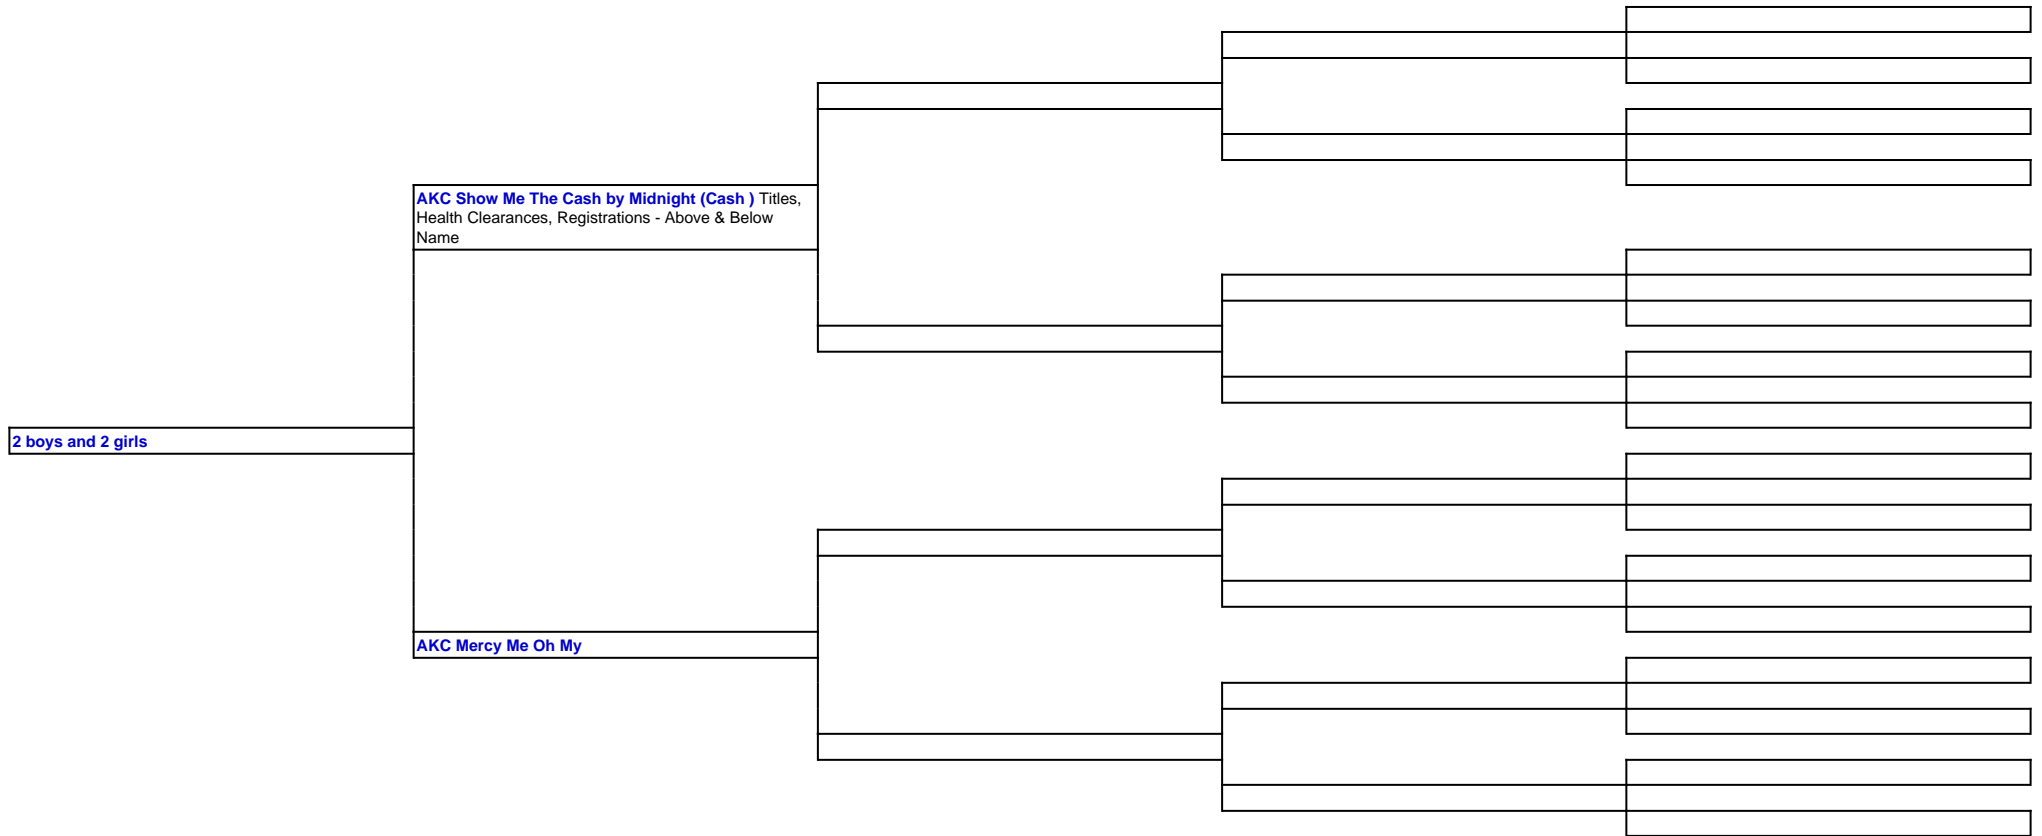 AKC Show Me The Cash by Midnight (Cash ) Titles,
Health Clearances, Registrations - Above & Below
Name
2 boys and 2 girls
AKC Mercy Me Oh My